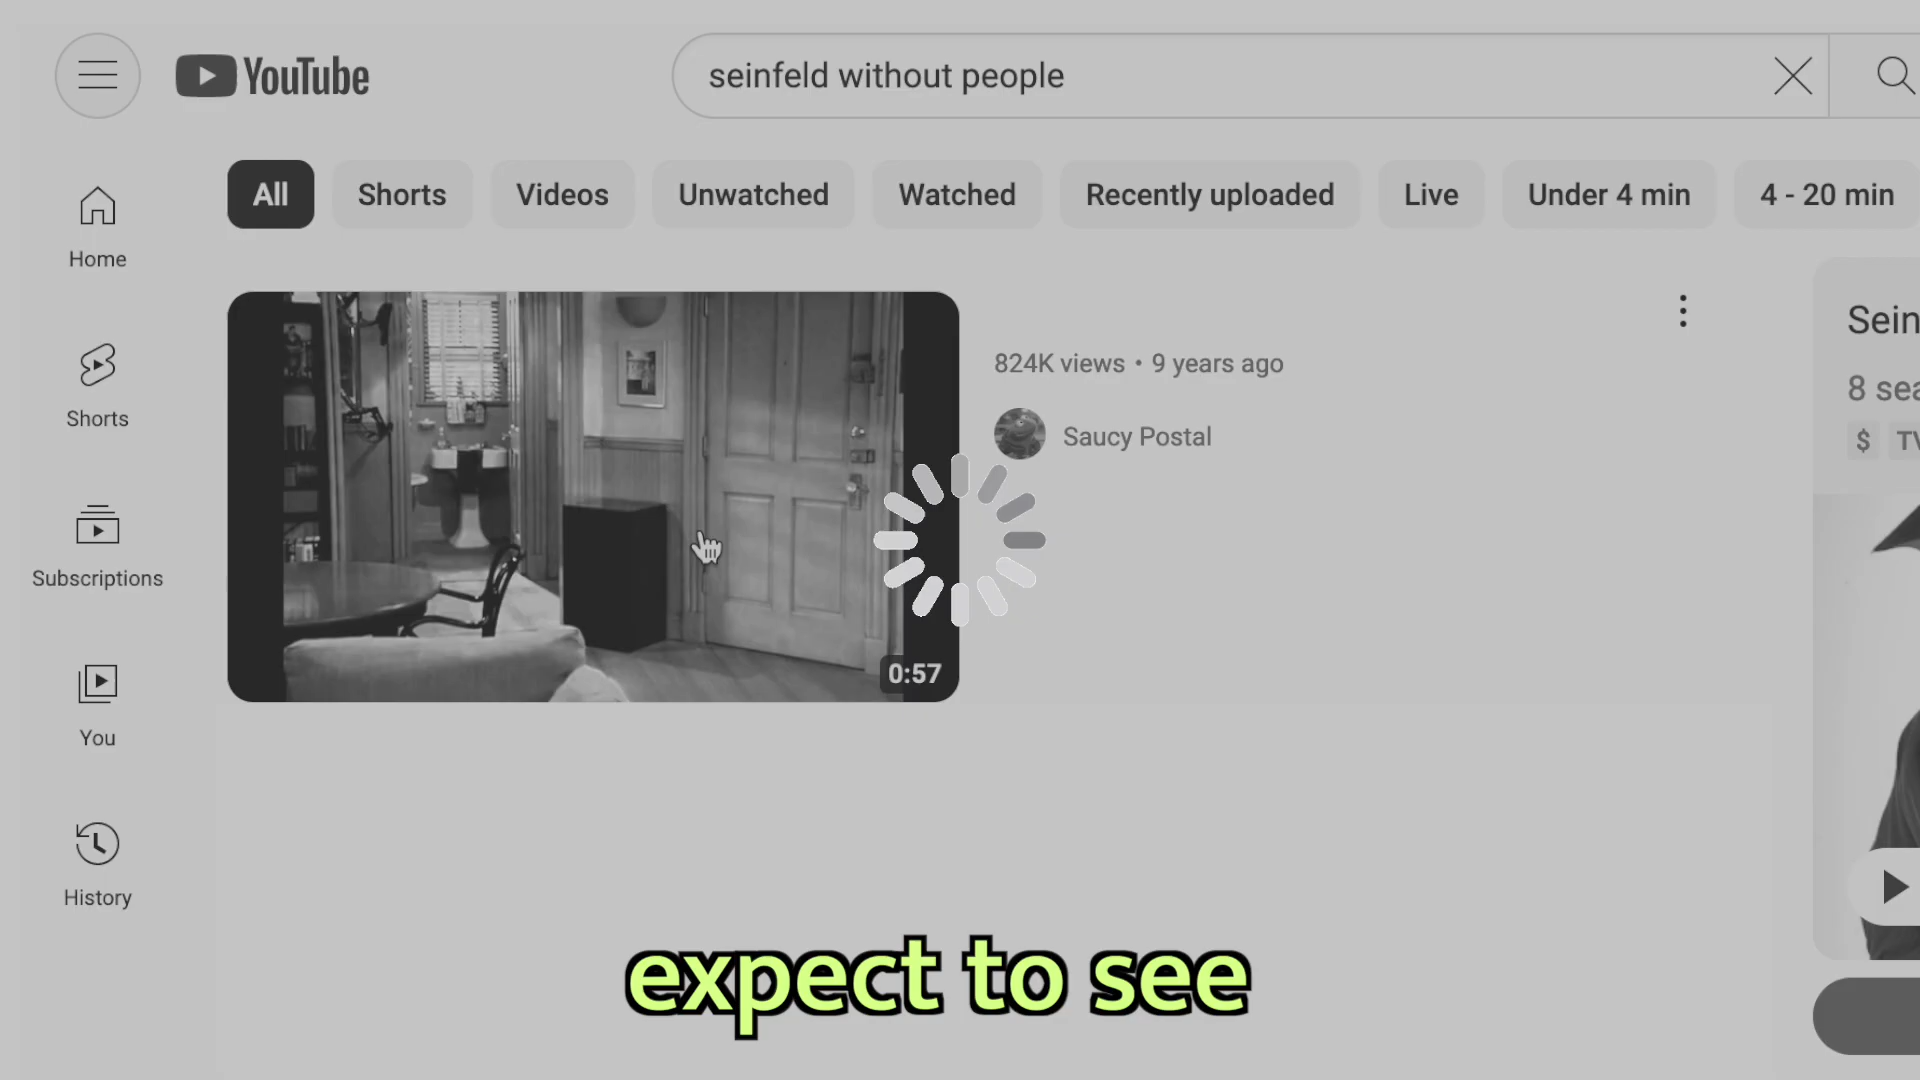 YouTube
seinfeld without people
All
Shorts
Videos
Unwatched
Watched
Recently uploaded
Live
Under 4 min
4 - 20 min
Home
Shorts
Subscriptions
You
History
0:57
824K views • 9 years ago
Saucy Postal
Sein
8 sea
$
TV
expect to see